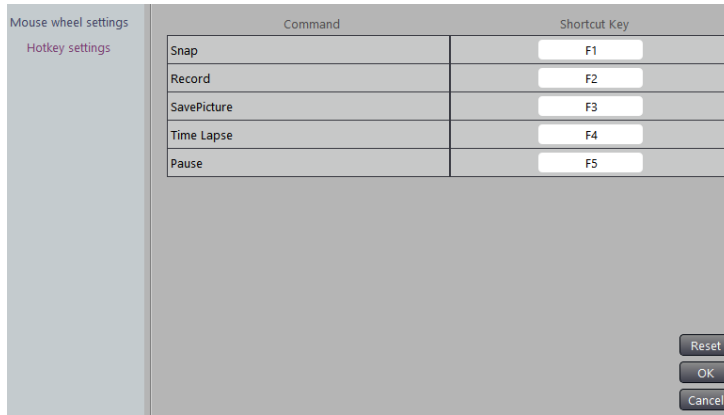 Mouse wheel settings
Hotkey settings
Command Shortcut Key
Snap F1
Record F2
SavePicture F3
Time Lapse F4
Pause F5
Reset
OK
Cancel